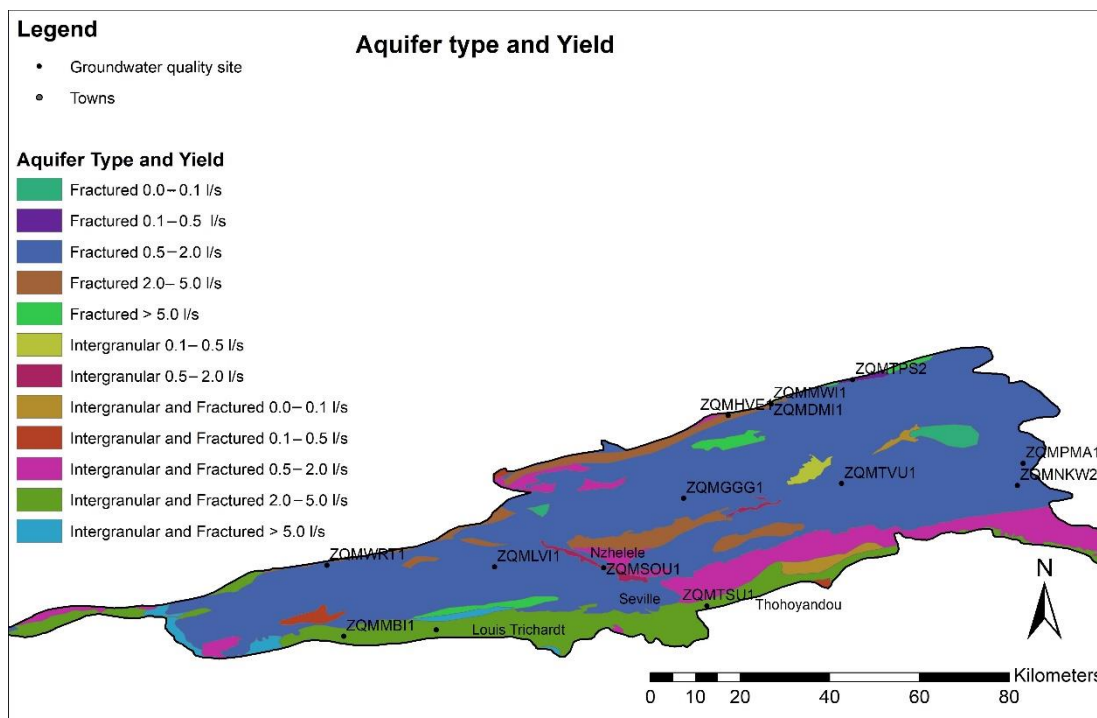 Legend
Aquifer type and Yield
Groundwater quality site
Towns
Aquifer Type and Yield
Fractured 0.0–0.1 l/s
Fractured 0.1–0.5 l/s
Fractured 0.5–2.0 l/s
Fractured 2.0–5.0 l/s
Fractured > 5.0 l/s
Intergranular 0.1–0.5 l/s
Intergranular 0.5–2.0 l/s
Intergranular and Fractured 0.0–0.1 l/s
Intergranular and Fractured 0.1–0.5 l/s
Intergranular and Fractured 0.5–2.0 l/s
Intergranular and Fractured 2.0–5.0 l/s
Intergranular and Fractured > 5.0 l/s
ZQMTPS2
ZQMMWI1
ZQMHVE1
ZQMDMI1
ZQMPMA1
ZQMTVU1
ZQMNKW2
ZQMGGG1
ZQMWRT1
ZQMLVI1
Nzhelele
ZQMSOU1
Seville
ZQMTSU1
Thohoyandou
ZQMMBI1
Louis Trichardt
N
Kilometers
0 10 20 40 60 80